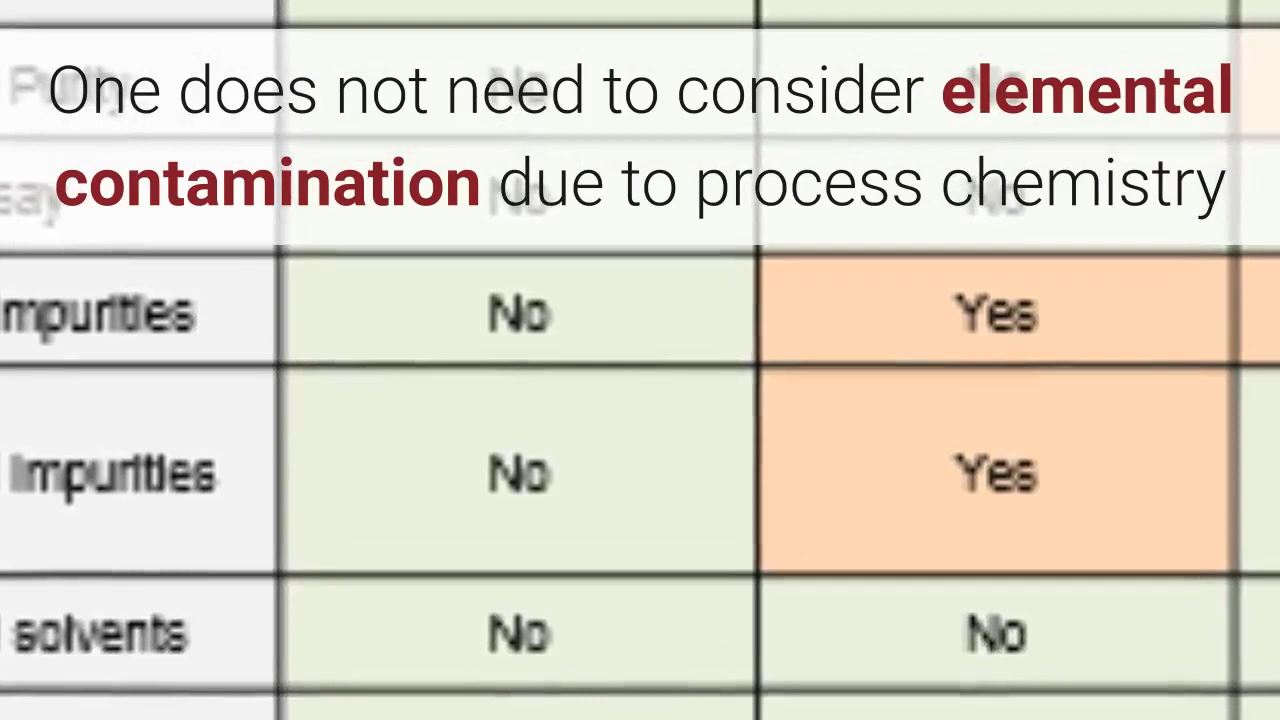 One does not need to consider elemental
contamination due to process chemistry
No Yes
Impurities No Yes
solvents No No